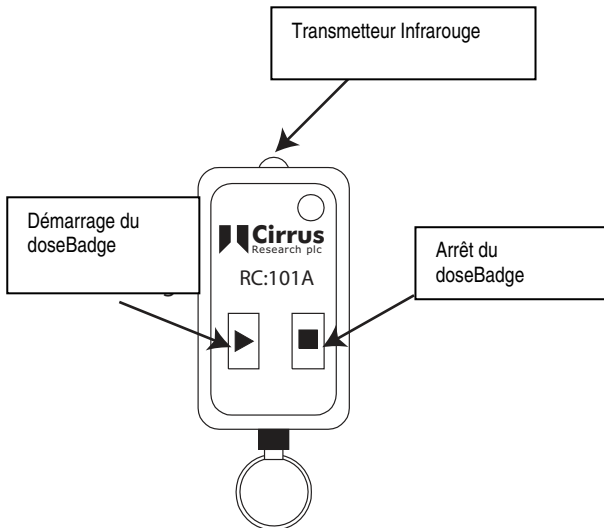 Transmetteur Infrarouge
Démarrage du
doseBadge
Cirrus
Research plc
RC:101A
Arrêt du
doseBadge